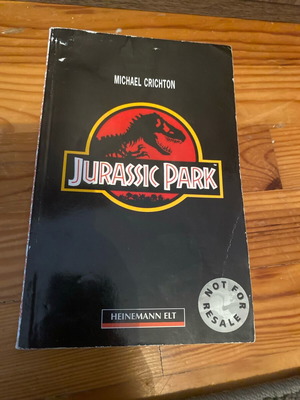 MICHAEL CRICHTON
JURASSIC PARK
HEINEMANN ELT
NOT FOR
RESALE